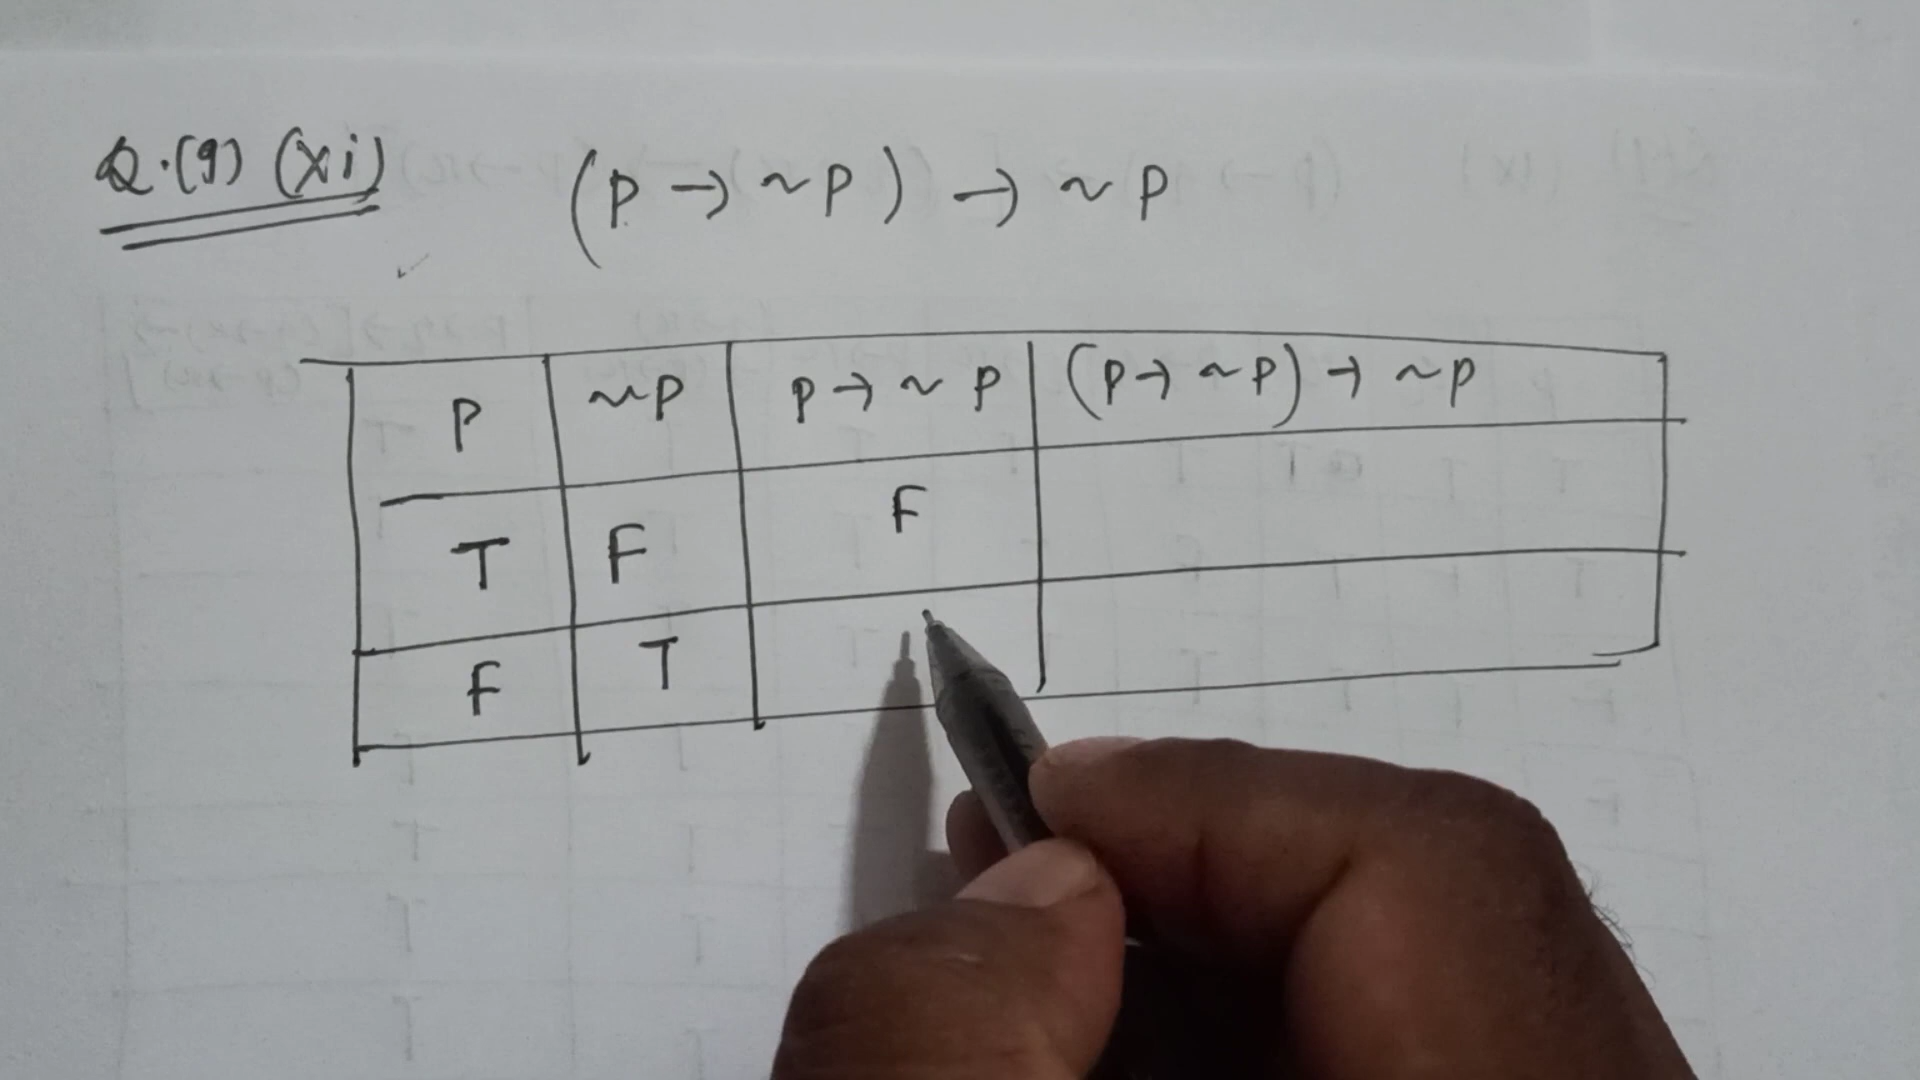 Q.(9) (xi) (p → ~p) → ~p
p ~p p → ~p (p → ~p) → ~p
T F F
F T